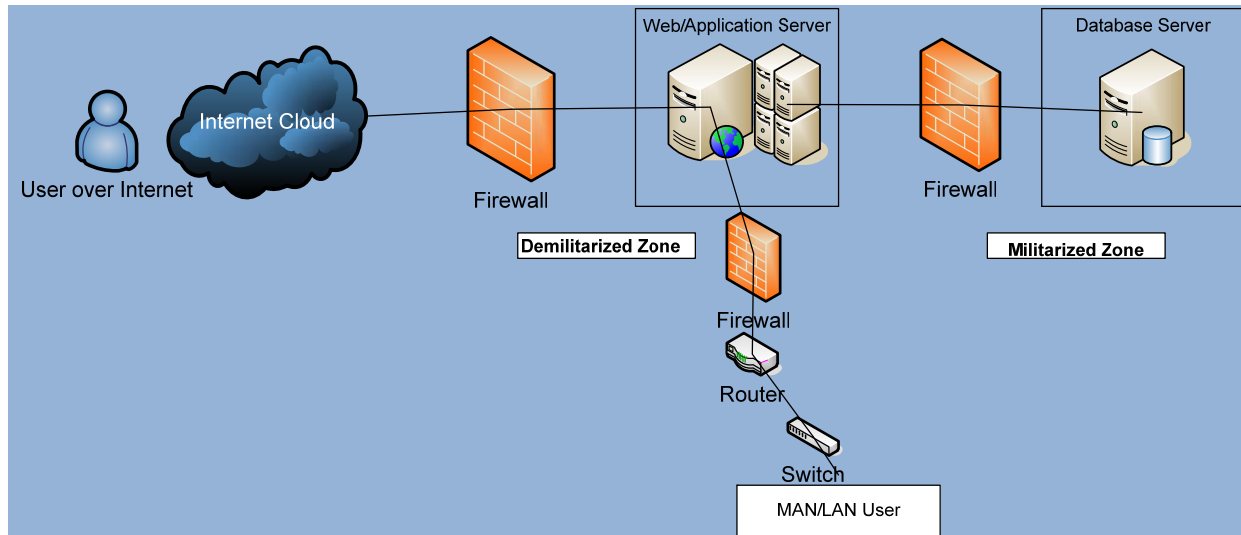 Web/Application Server
Database Server
Internet Cloud
User over Internet
Firewall
Firewall
Demilitarized Zone
Militarized Zone
Firewall
Router
Switch
MAN/LAN User